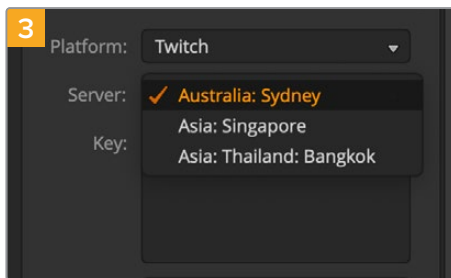 3
Platform: Twitch
Server: Australia: Sydney
Asia: Singapore
Key:
Asia: Thailand: Bangkok